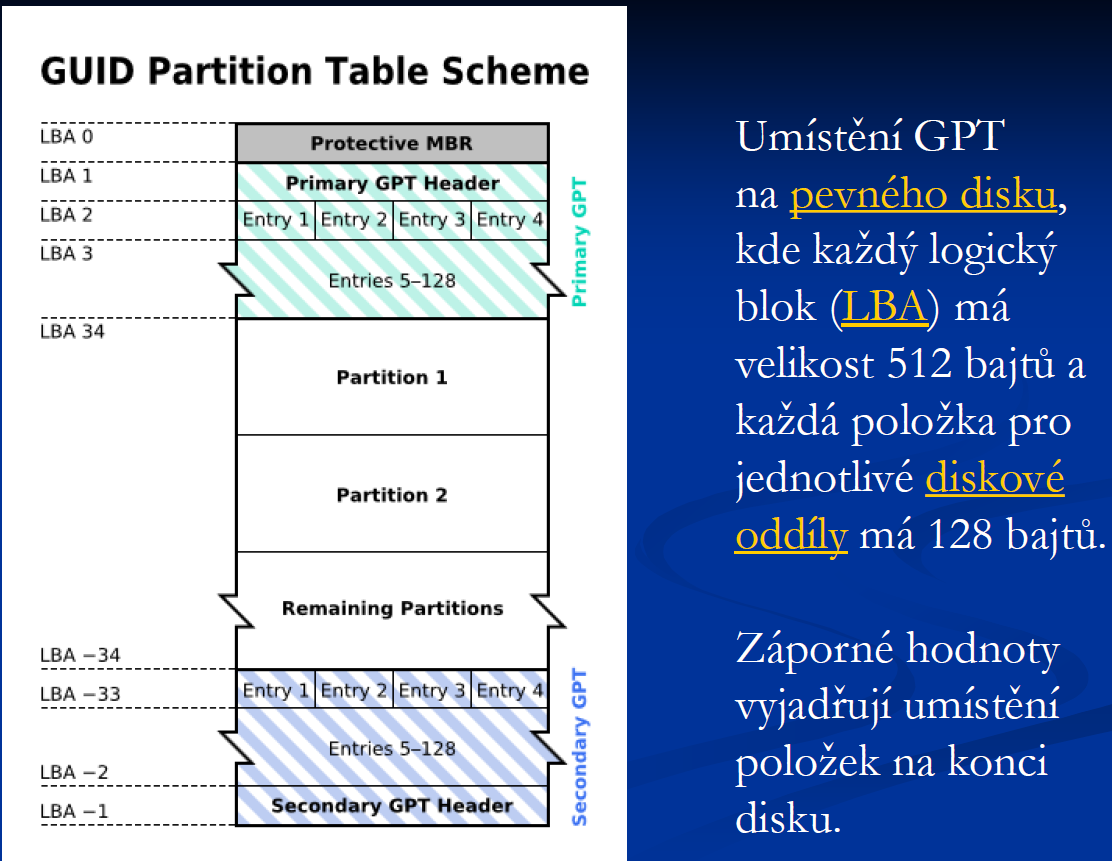 GUID Partition Table Scheme
LBA 0
Protective MBR
LBA 1
Primary GPT Header
LBA 2
Entry 1 Entry 2 Entry 3 Entry 4
LBA 3
Entries 5–128
Primary GPT
LBA 34
Partition 1
Partition 2
Remaining Partitions
LBA −34
LBA −33
Entry 1 Entry 2 Entry 3 Entry 4
Entries 5–128
LBA −2
LBA −1
Secondary GPT Header
Secondary GPT
Umístění GPT
na pevného disku,
kde každý logický
blok (LBA) má
velikost 512 bajtů a
každá položka pro
jednotlivé diskové
oddíly má 128 bajtů.
Záporné hodnoty
vyjadřují umístění
položek na konci
disku.